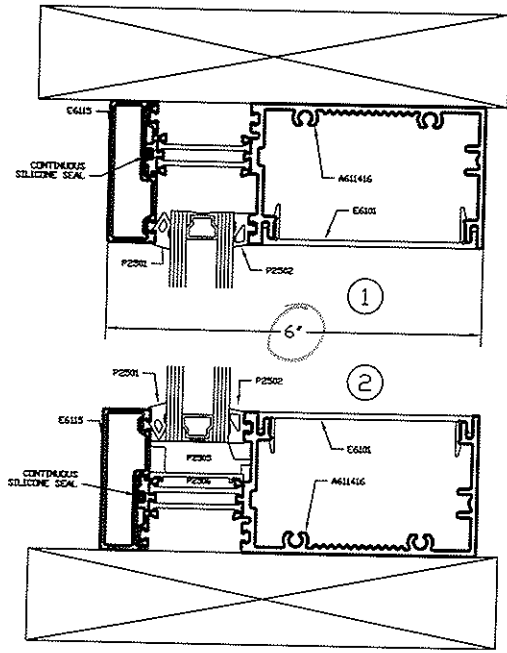 E6115
CONTINUOUS
SILICONE SEAL
A611416
E6101
P2501
P2502
1
6"
2
P2501
P2502
E6115
E6101
P2503
CONTINUOUS
SILICONE SEAL
P2504
A611416